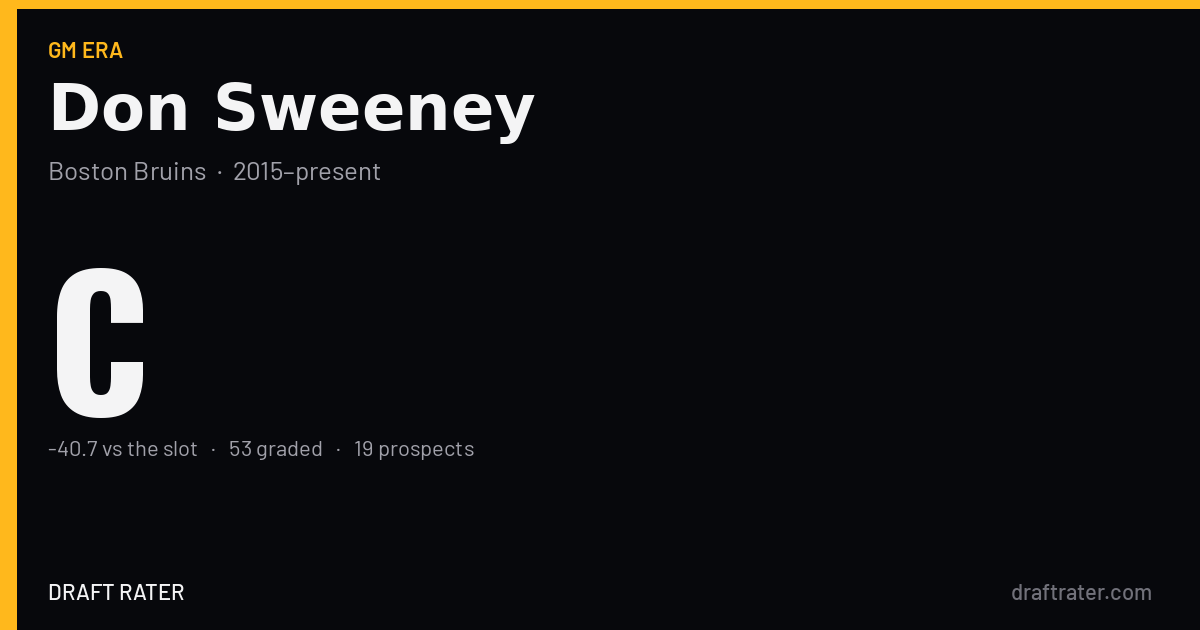 GM ERA
Don Sweeney
Boston Bruins · 2015–present
C
-40.7 vs the slot · 53 graded · 19 prospects
DRAFT RATER
draftrater.com